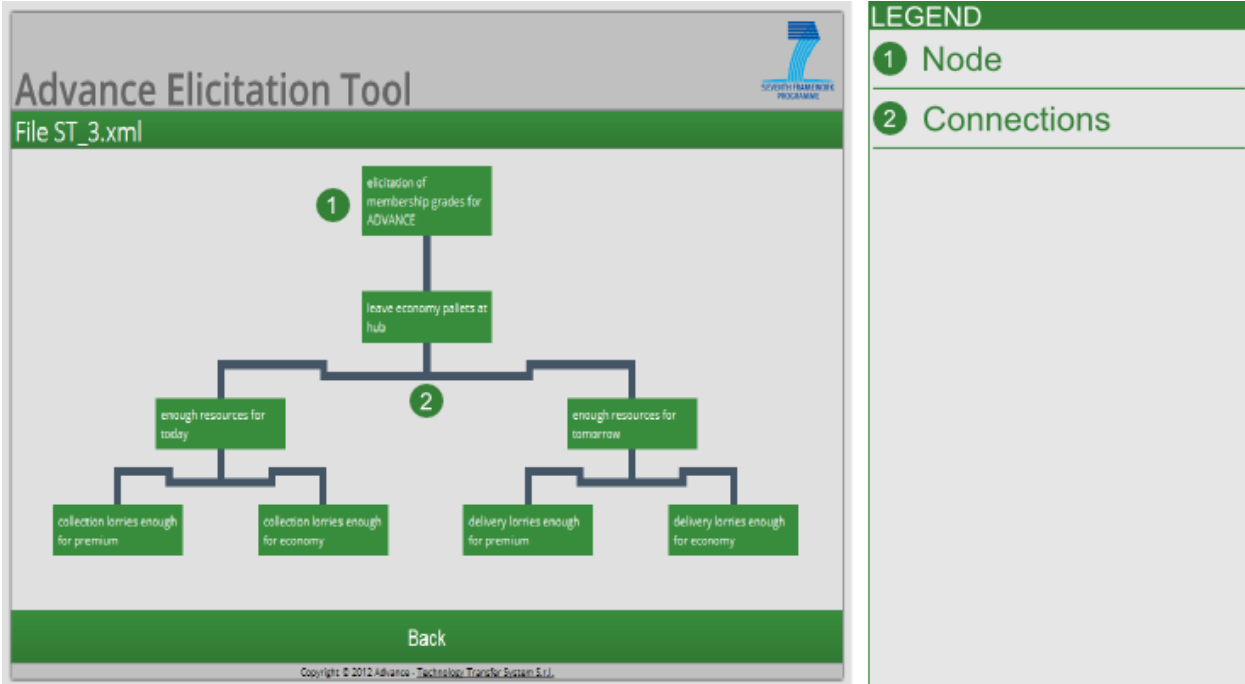 SEVENTH FRAMEWORK
PROGRAMME
Advance Elicitation Tool
File ST_3.xml
elicitation of
membership grades for
ADVANCE
1
leave economy pallets at
hub
2
enough resources for
today
enough resources for
tomorrow
collection lorries enough
for premium
collection lorries enough
for economy
delivery lorries enough
for premium
delivery lorries enough
for economy
Back
Copyright © 2012 Advance - Technology Transfer System S.r.l.
LEGEND
1 Node
2 Connections